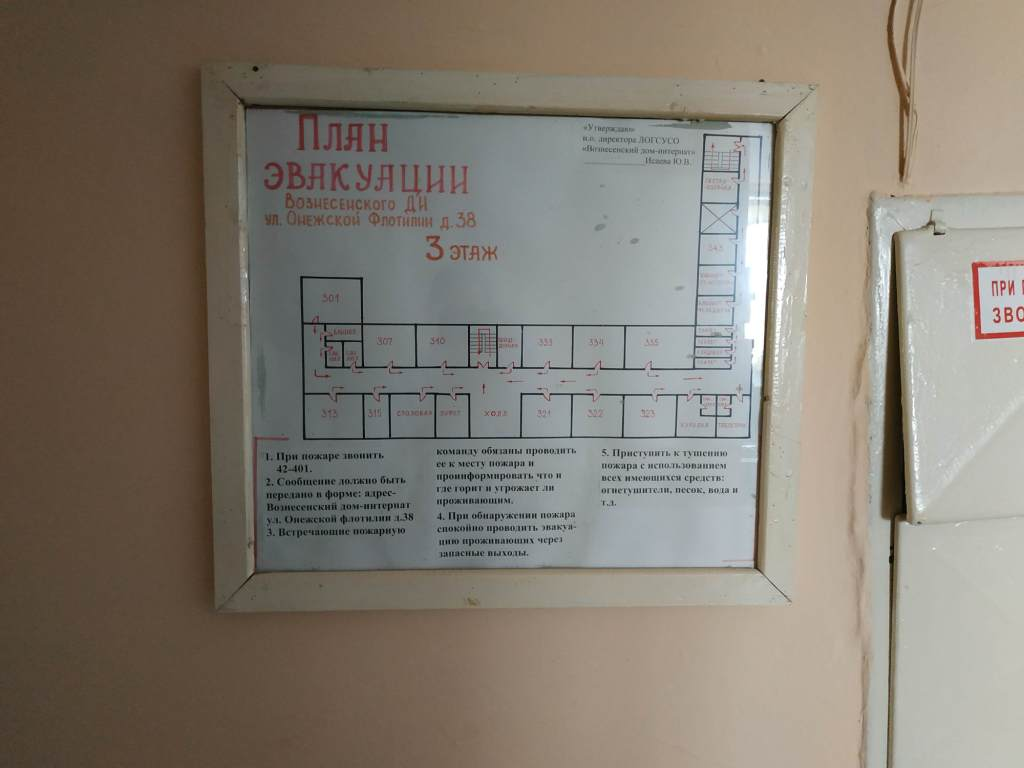 План
эвакуации
Вознесенского ДИ
ул. Онежской Флотилии д.38
3 этаж
«Утверждаю»
и.о. директора ЛОГСУСО
«Вознесенский дом-интернат»
Исаева Ю.В.
343
301
307
310
333
334
335
313
315
столовая
буфет
холл
321
322
323
1. При пожаре звонить
42-401.
2. Сообщение должно быть
передано в форме: адрес-
Вознесенский дом-интернат
ул. Онежской флотилии д.38
3. Встречающие пожарную
команду обязаны проводить
ее к месту пожара и
проинформировать что и
где горит и угрожает ли
проживающим.
4. При обнаружении пожара
спокойно проводить эвакуа-
цию проживающих через
запасные выходы.
5. Приступить к тушению
пожара с использованием
всех имеющихся средств:
огнетушители, песок, вода и
т.д.
ПРИ
ЗВО